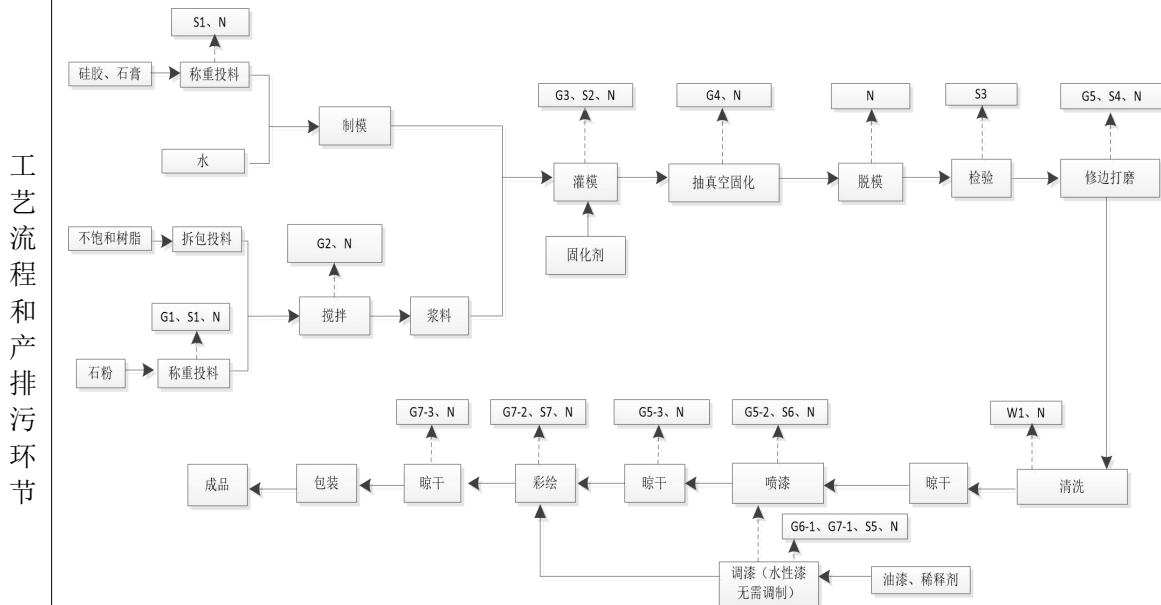 工艺流程和产排污环节
S1、N
硅胶、石膏
称重投料
水
制模
不饱和树脂
拆包投料
G1、S1、N
石粉
称重投料
G2、N
搅拌
浆料
G3、S2、N
灌模
固化剂
G4、N
抽真空固化
N
脱模
S3
检验
G5、S4、N
修边打磨
W1、N
清洗
晾干
G5-2、S6、N
喷漆
G6-1、G7-1、S5、N
调漆（水性漆
无需调制）
油漆、稀释剂
G5-3、N
晾干
G7-2、S7、N
彩绘
G7-3、N
晾干
包装
成品